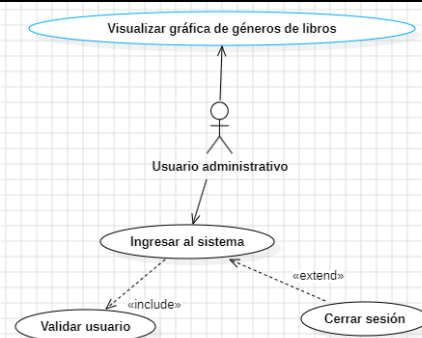 Visualizar gráfica de géneros de libros
Usuario administrativo
Ingresar al sistema
«extend»
«include»
Cerrar sesión
Validar usuario